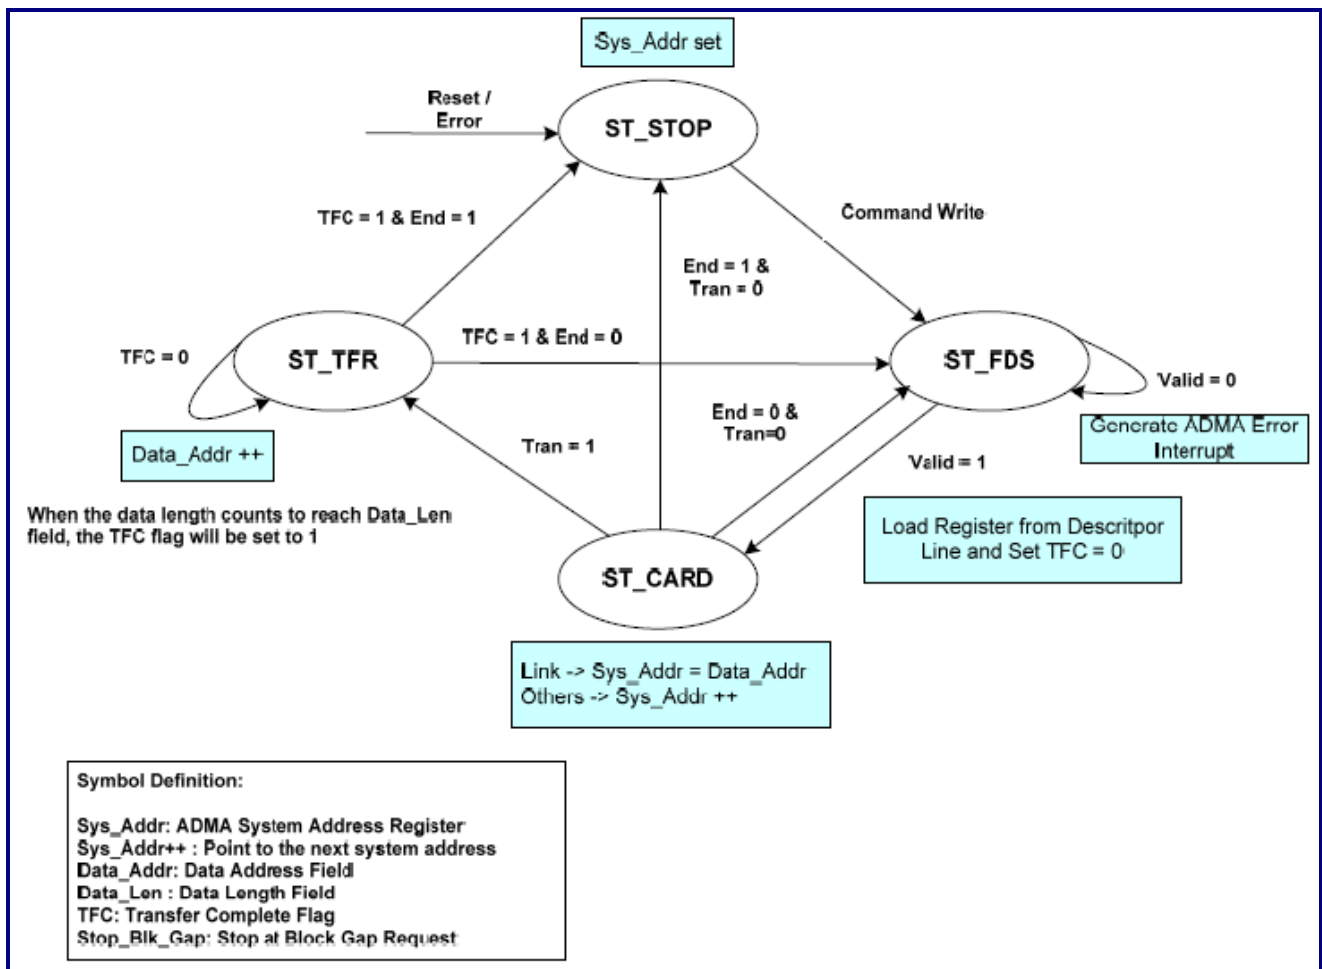 Sys_Addr set
Reset /
Error
ST_STOP
TFC = 1 & End = 1
Command Write
End = 1 &
Tran = 0
TFC = 0
ST_TFR
TFC = 1 & End = 0
ST_FDS
Valid = 0
Data_Addr ++
Tran = 1
End = 0 &
Tran=0
Generate ADMA Error
Interrupt
Valid = 1
When the data length counts to reach Data_Len
field, the TFC flag will be set to 1
Load Register from Descritpor
Line and Set TFC = 0
ST_CARD
Link -> Sys_Addr = Data_Addr
Others -> Sys_Addr ++
Symbol Definition:
Sys_Addr: ADMA System Address Register
Sys_Addr++ : Point to the next system address
Data_Addr: Data Address Field
Data_Len : Data Length Field
TFC: Transfer Complete Flag
Stop_Blk_Gap: Stop at Block Gap Request